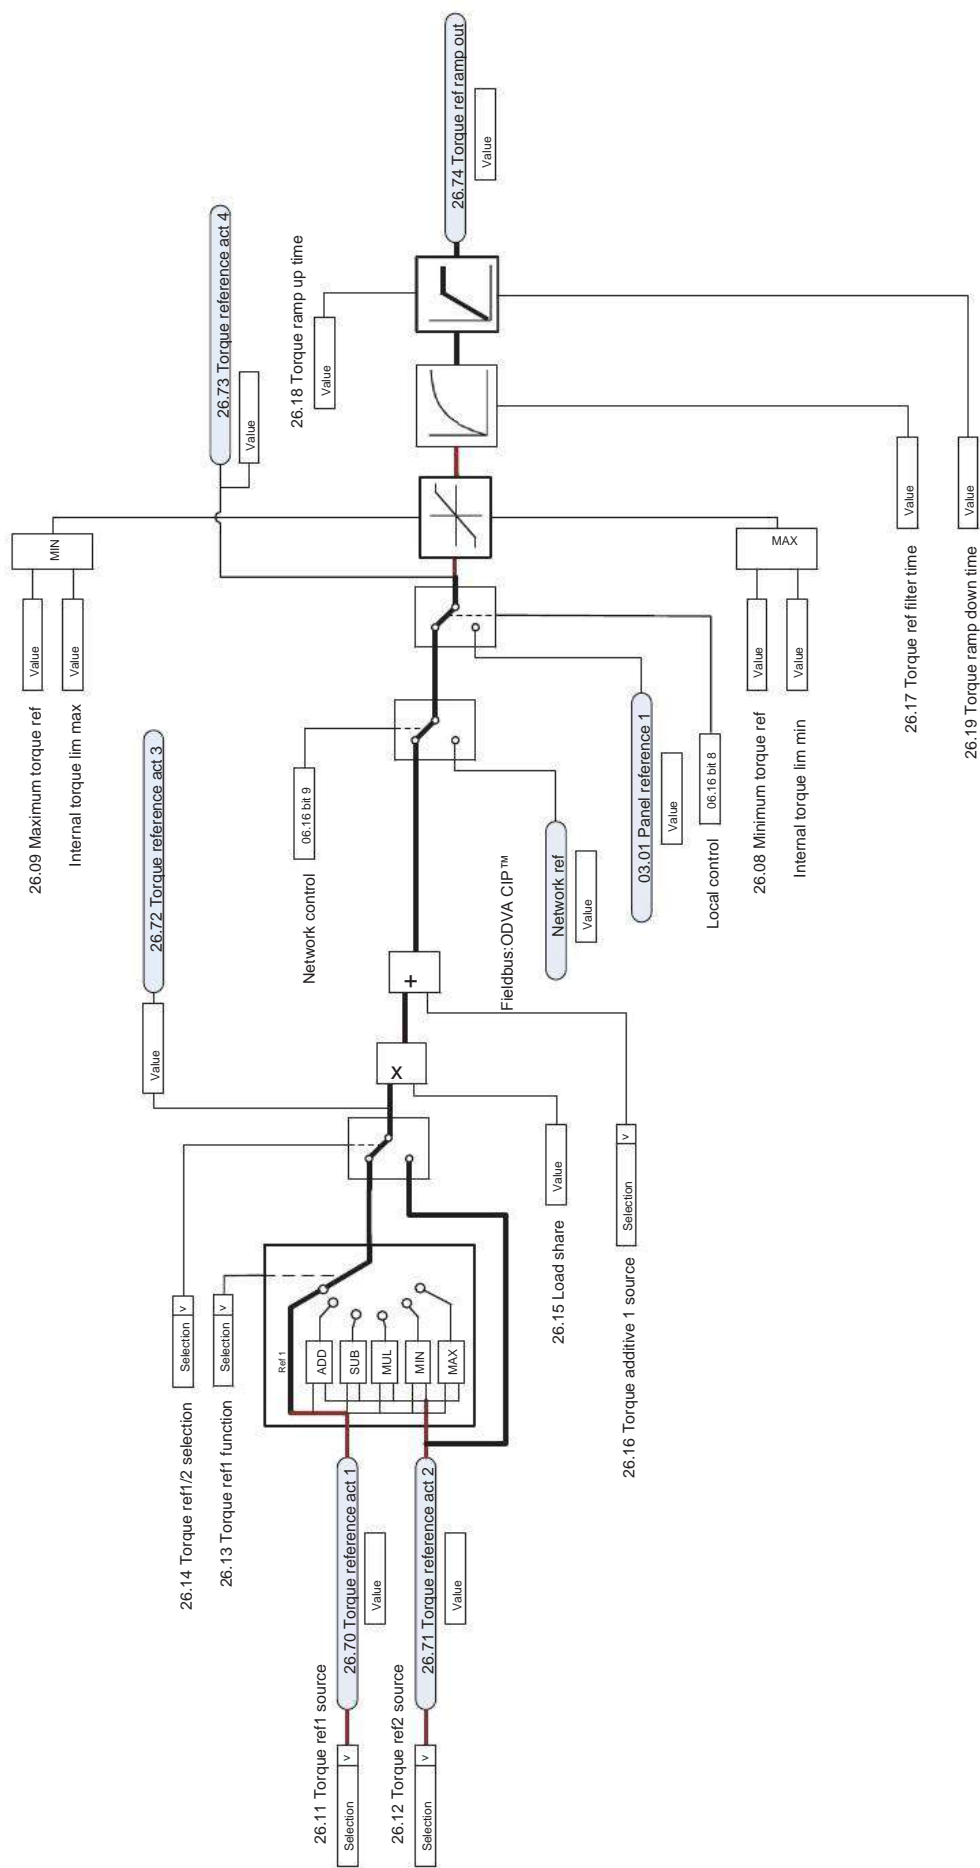 26.11 Torque ref1 source
Selection
v
26.70 Torque reference act 1
Value
26.12 Torque ref2 source
Selection
v
26.71 Torque reference act 2
Value
26.14 Torque ref1/2 selection
Selection
v
26.13 Torque ref1 function
Selection
v
Ref 1
ADD
SUB
MUL
MIN
MAX
26.72 Torque reference act 3
Value
X
+
26.15 Load share
Value
26.16 Torque additive 1 source
Selection
v
Network control
06.16 bit 9
Fieldbus:ODVA CIP™
Network ref
Value
03.01 Panel reference 1
Value
Local control
06.16 bit 8
26.09 Maximum torque ref
Value
Internal torque lim max
Value
MIN
26.73 Torque reference act 4
Value
26.08 Minimum torque ref
Value
Internal torque lim min
Value
MAX
26.18 Torque ramp up time
Value
26.74 Torque ref ramp out
Value
26.17 Torque ref filter time
Value
26.19 Torque ramp down time
Value